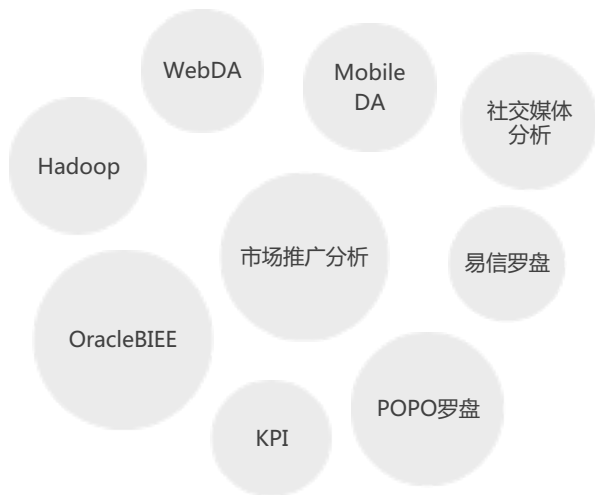 WebDA
Mobile
DA
社交媒体
分析
Hadoop
市场推广分析
易信罗盘
OracleBIEE
POPO罗盘
KPI